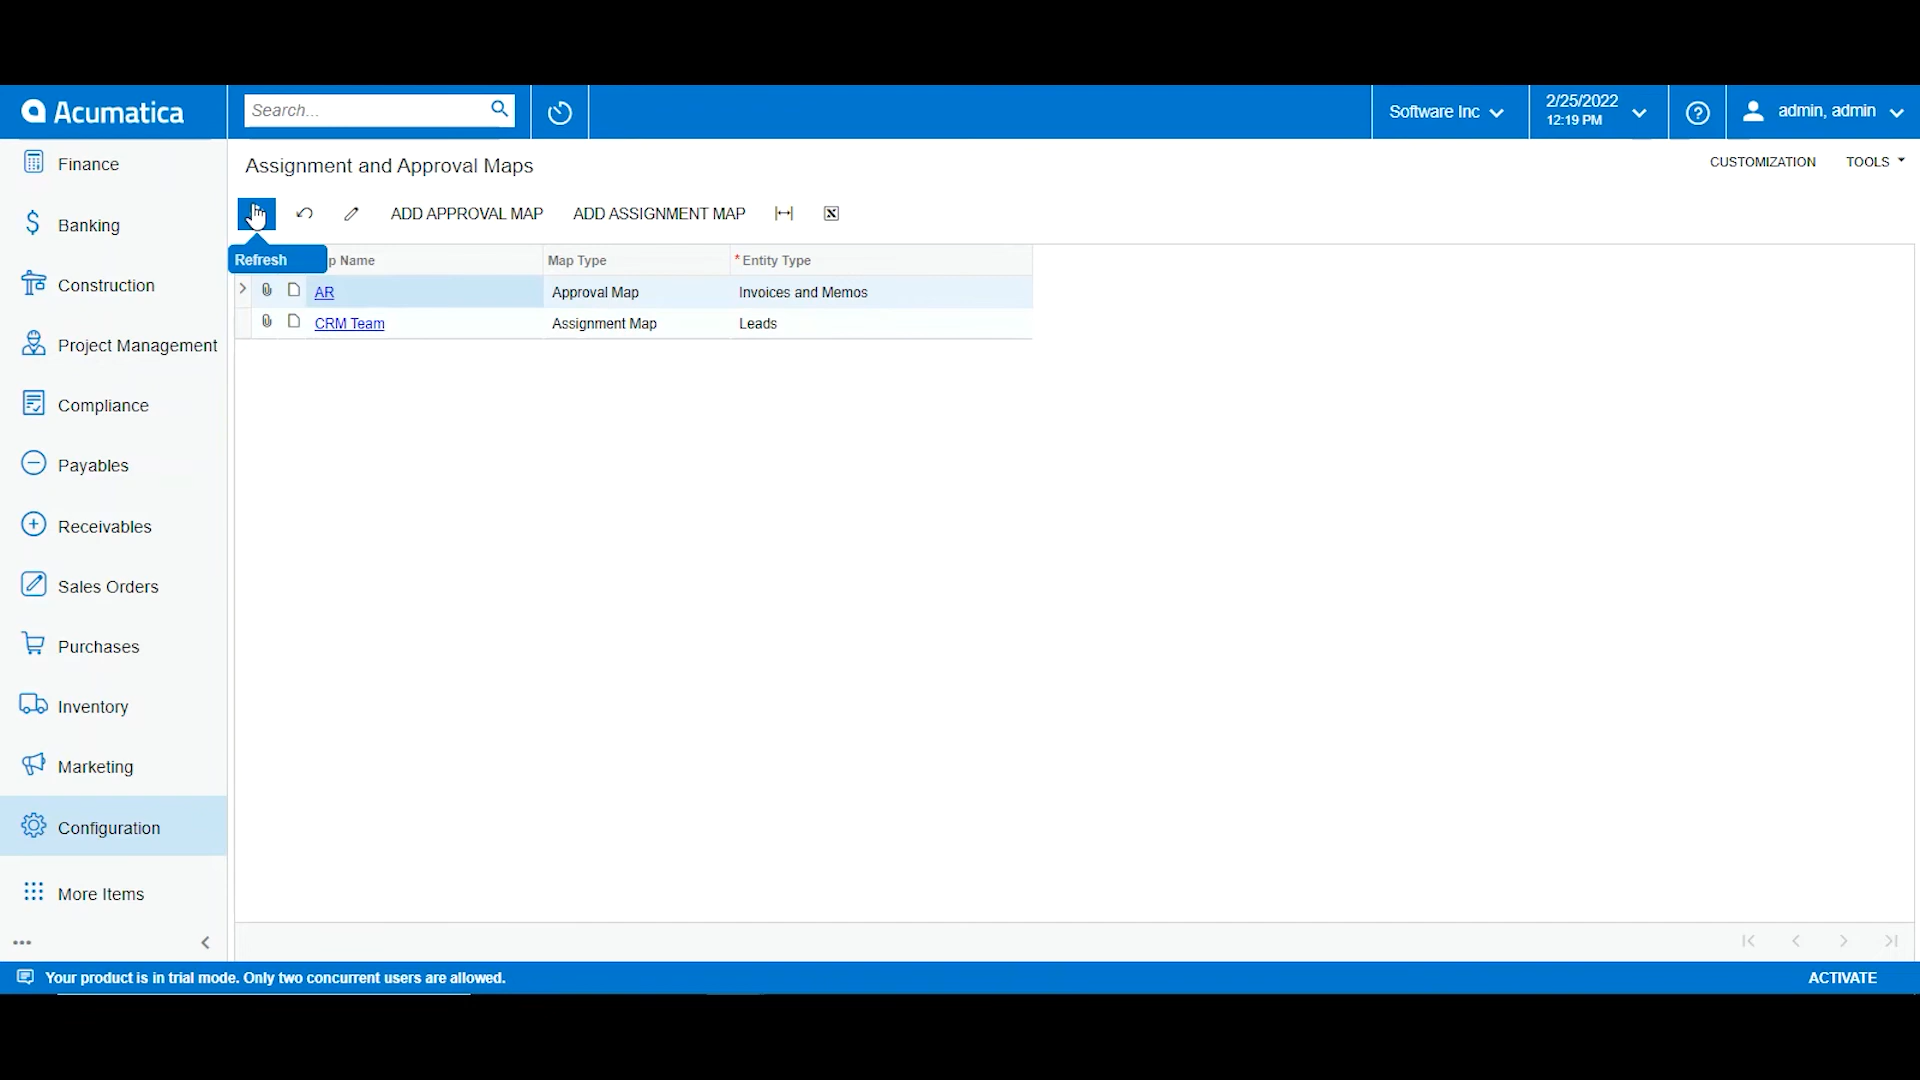 Acumatica
Search...
Software Inc
2/25/2022
12:19 PM
admin, admin
Finance
Banking
Construction
Project Management
Compliance
Payables
Receivables
Sales Orders
Purchases
Inventory
Marketing
Configuration
More Items
Assignment and Approval Maps
CUSTOMIZATION
TOOLS
ADD APPROVAL MAP
ADD ASSIGNMENT MAP
Refresh
p Name
Map Type
* Entity Type
AR
Approval Map
Invoices and Memos
CRM Team
Assignment Map
Leads
Your product is in trial mode. Only two concurrent users are allowed.
ACTIVATE